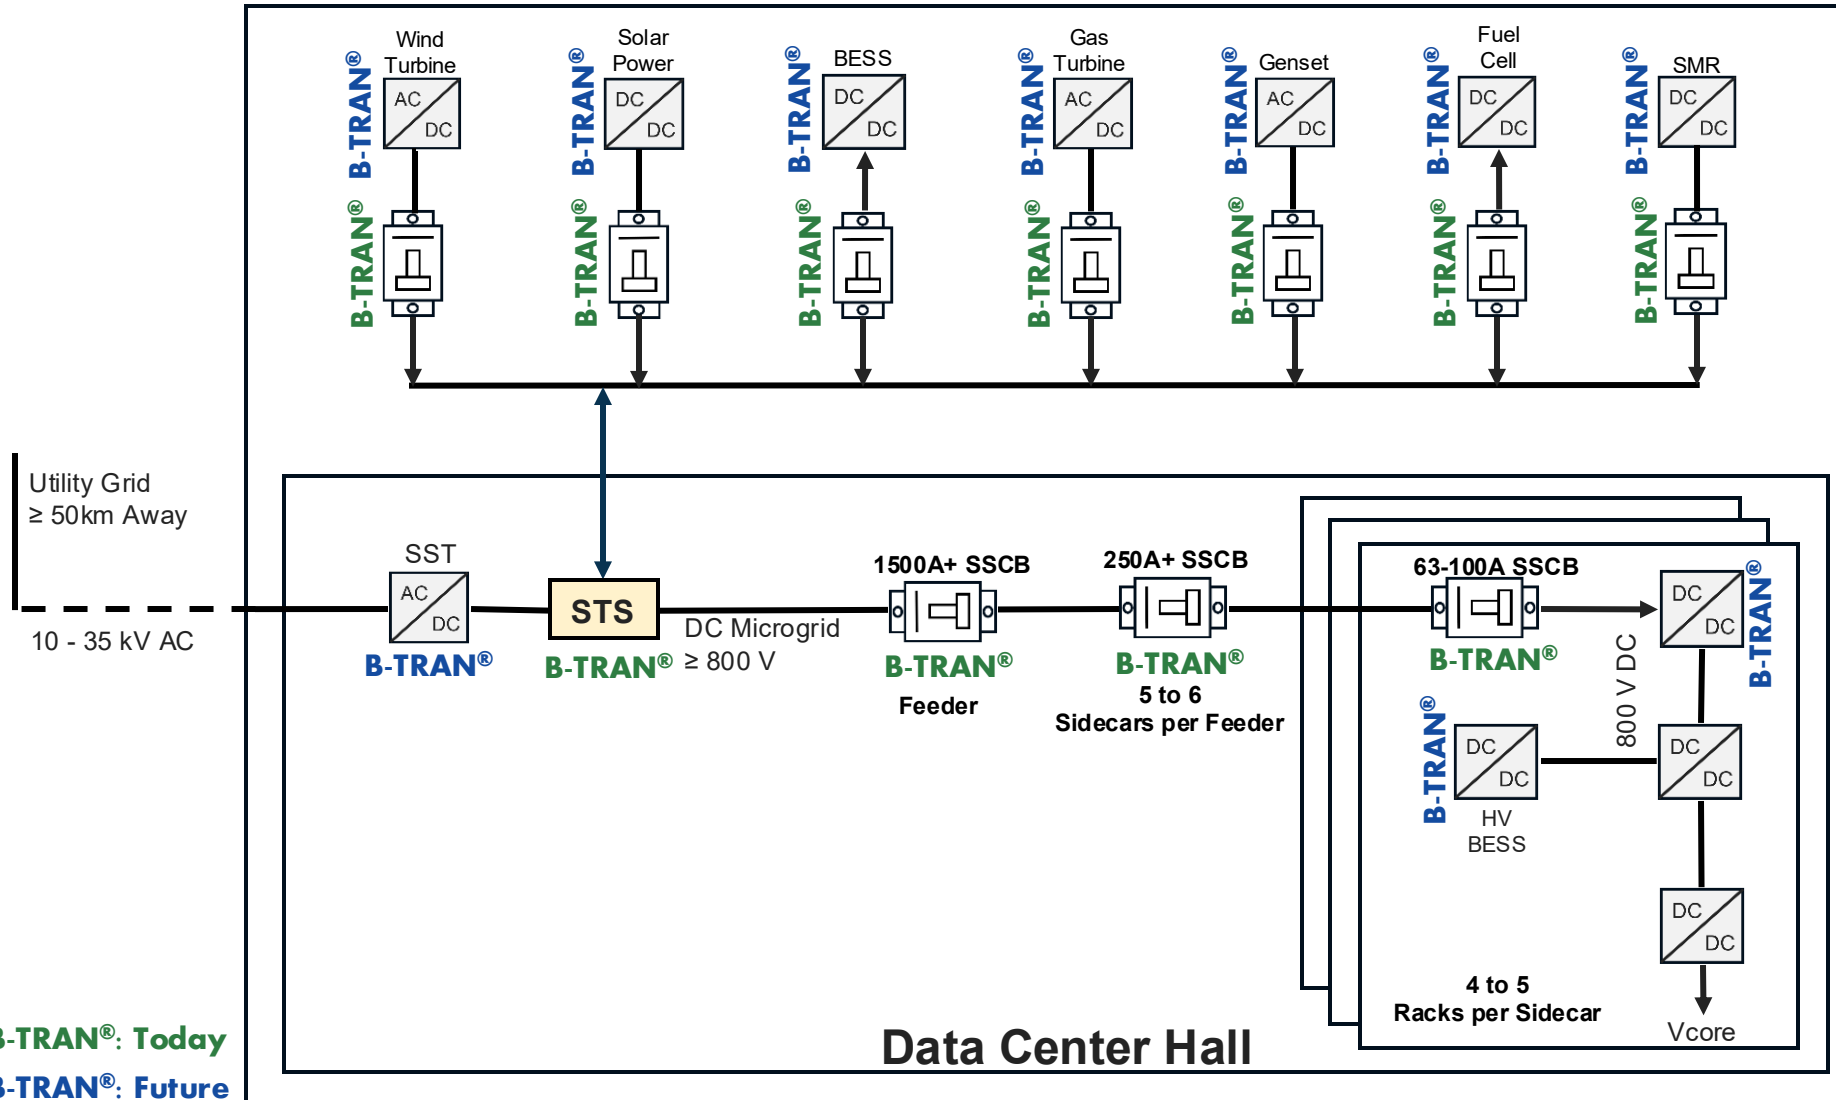 Wind
Turbine
Solar
Power
BESS
Gas
Turbine
Genset
Fuel
Cell
SMR
B-TRAN®
AC
DC
B-TRAN®
DC
DC
B-TRAN®
DC
DC
B-TRAN®
AC
DC
B-TRAN®
AC
DC
B-TRAN®
DC
DC
B-TRAN®
DC
DC
B-TRAN®
B-TRAN®
B-TRAN®
B-TRAN®
B-TRAN®
B-TRAN®
B-TRAN®
Utility Grid
≥ 50km Away
10 - 35 kV AC
SST
AC
DC
B-TRAN®
STS
B-TRAN®
DC Microgrid
≥ 800 V
1500A+ SSCB
B-TRAN®
Feeder
250A+ SSCB
B-TRAN®
5 to 6
Sidecars per Feeder
63-100A SSCB
B-TRAN®
800 V DC
DC
DC
B-TRAN®
B-TRAN®
DC
DC
HV
BESS
DC
DC
DC
DC
4 to 5
Racks per Sidecar
Vcore
Data Center Hall
B-TRAN®: Today
B-TRAN®: Future